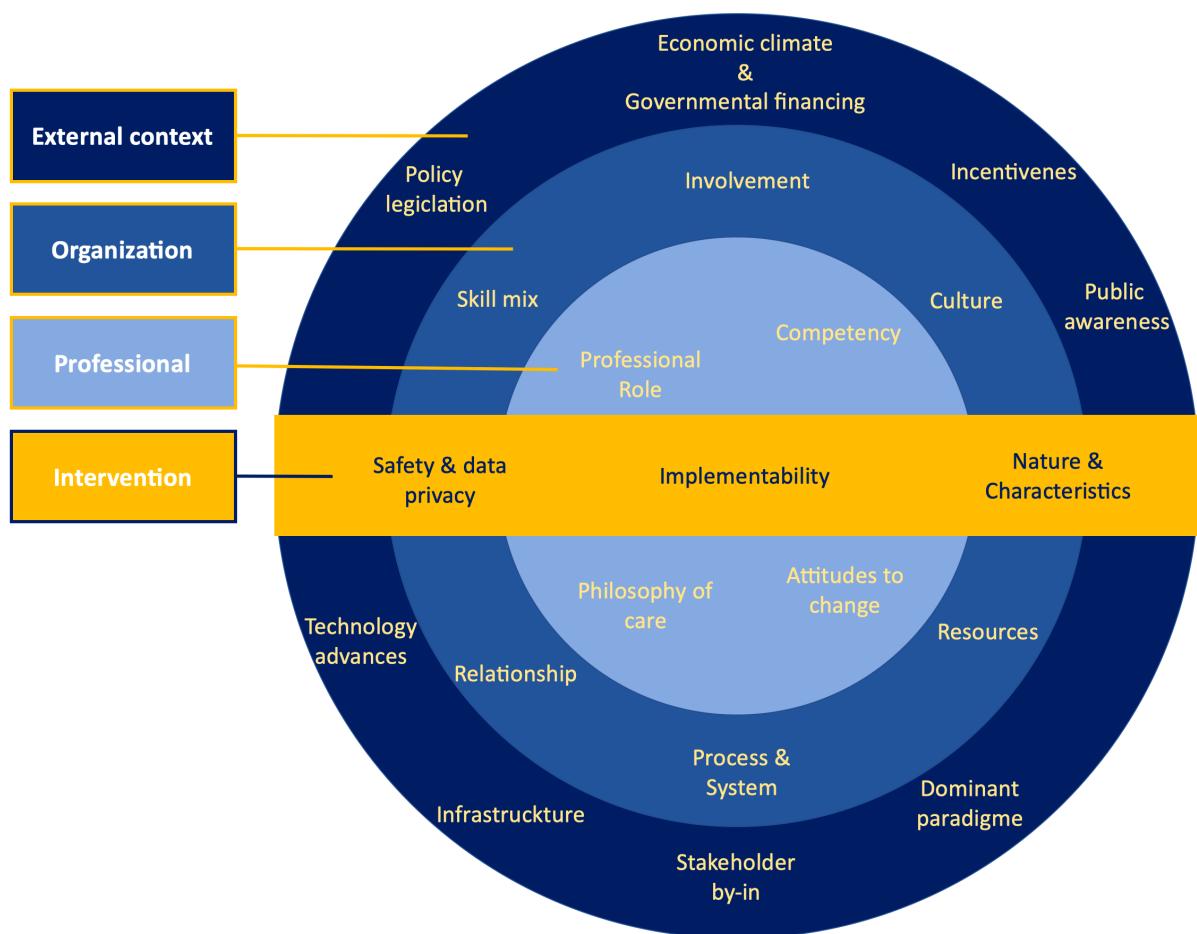 Economic climate
&
Governmental financing
External context
Policy
legiclation
Incentivenes
Involvement
Organization
Skill mix
Culture
Public
awareness
Competency
Professional
Professional
Role
Intervention
Safety & data
privacy
Implementability
Nature &
Characteristics
Philosophy of
care
Attitudes to
change
Technology
advances
Resources
Relationship
Process &
System
Dominant
paradigme
Infrastruckture
Stakeholder
by-in